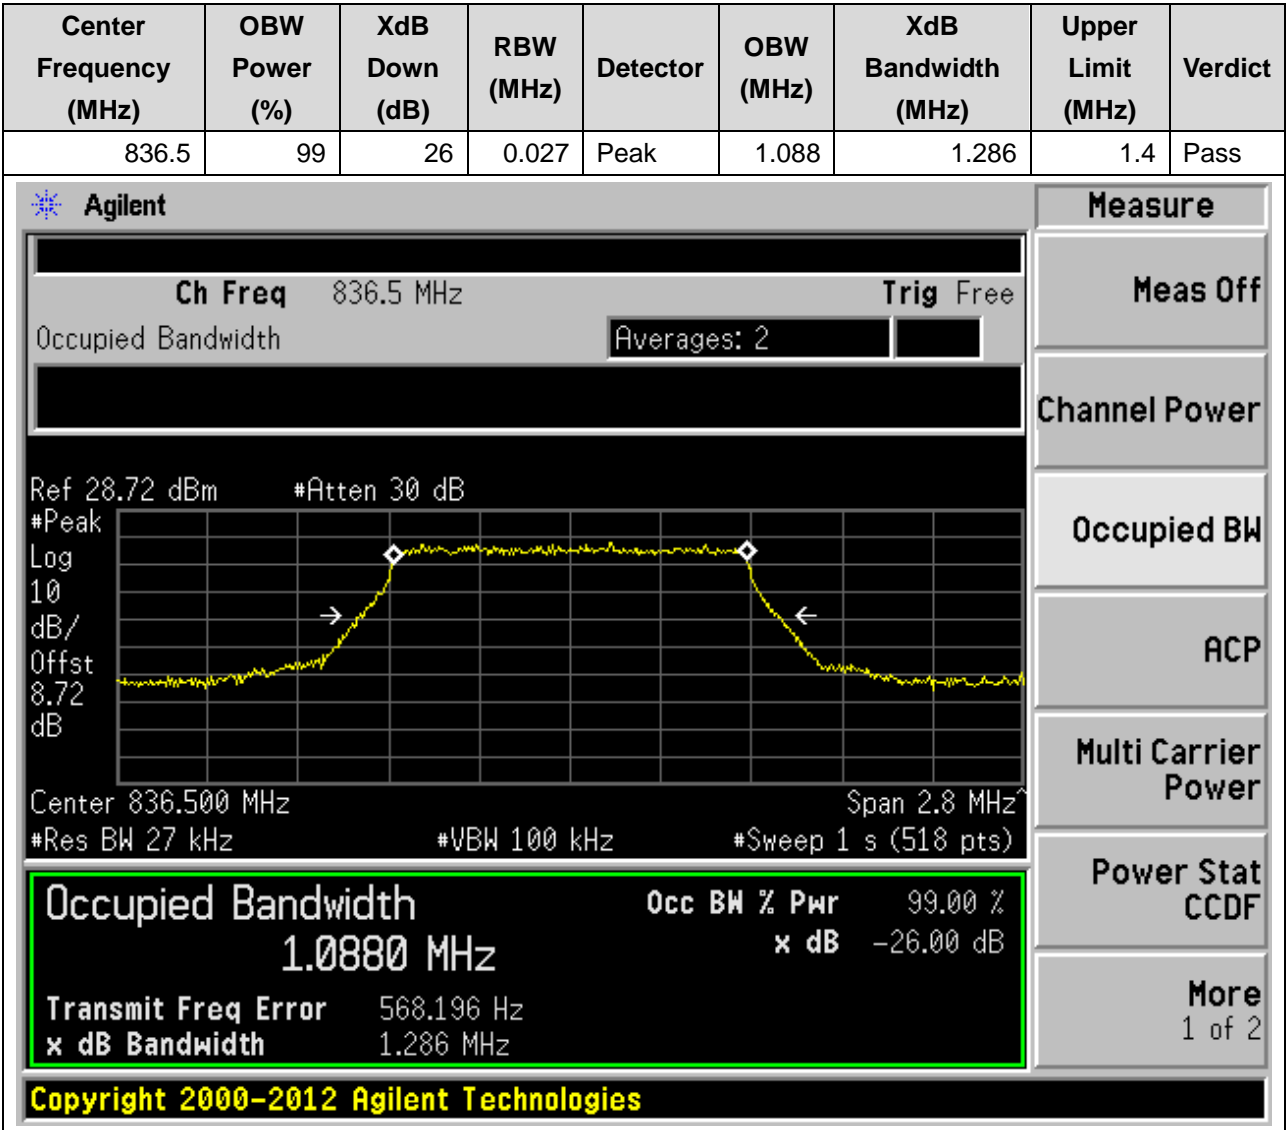 Center Frequency (MHz) OBW Power (%) XdB Down (dB) RBW (MHz) Detector OBW (MHz) XdB Bandwidth (MHz) Upper Limit (MHz) Verdict
836.5 99 26 0.027 Peak 1.088 1.286 1.4 Pass
Agilent
Measure
Ch Freq 836.5 MHz Trig Free
Meas Off
Occupied Bandwidth Averages: 2
Channel Power
Ref 28.72 dBm #Atten 30 dB
#Peak
Log
10
dB/
Offst
8.72
dB
Occupied BW
ACP
Multi Carrier
Power
Center 836.500 MHz Span 2.8 MHz^
#Res BW 27 kHz #VBW 100 kHz #Sweep 1 s (518 pts)
Power Stat
CCDF
Occupied Bandwidth Occ BW % Pwr 99.00 %
1.0880 MHz x dB -26.00 dB
Transmit Freq Error 568.196 Hz
x dB Bandwidth 1.286 MHz
More
1 of 2
Copyright 2000-2012 Agilent Technologies